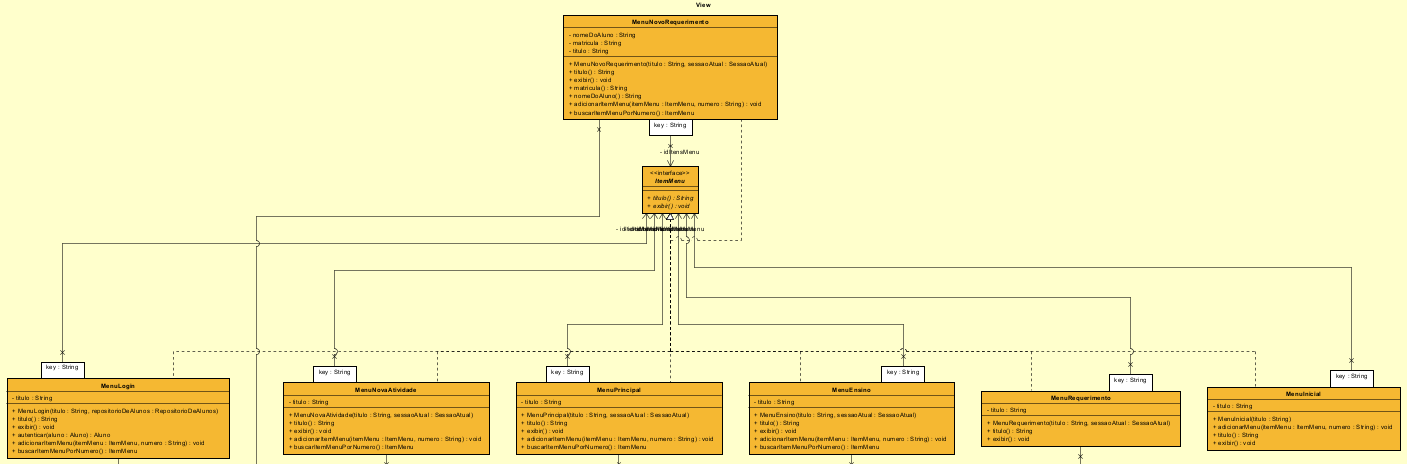 View
MenuNovoRequerimento
- nomeDoAluno : String
- matricula : String
- titulo : String
+ MenuNovoRequerimento(titulo : String, sessaoAtual : SessaoAtual)
+ titulo() : String
+ exibir() : void
+ matricula() : String
+ nomeDoAluno() : String
+ adicionarItemMenu(itemMenu : ItemMenu, numero : String) : void
+ buscarItemMenuPorNumero() : ItemMenu
key : String
- idItensMenu
<<interface>>
ItemMenu
+ titulo() : String
+ exibir() : void
key : String
MenuLogin
- titulo : String
+ MenuLogin(titulo : String, repositorioDeAlunos : RepositorioDeAlunos)
+ titulo() : String
+ exibir() : void
+ autenticar(aluno : Aluno) : Aluno
+ adicionarItemMenu(itemMenu : ItemMenu, numero : String) : void
+ buscarItemMenuPorNumero() : ItemMenu
key : String
MenuNovaAtividade
- titulo : String
+ MenuNovaAtividade(titulo : String, sessaoAtual : SessaoAtual)
+ titulo() : String
+ exibir() : void
+ adicionarItemMenu(itemMenu : ItemMenu, numero : String) : void
+ buscarItemMenuPorNumero() : ItemMenu
key : String
MenuPrincipal
- titulo : String
+ MenuPrincipal(titulo : String, sessaoAtual : SessaoAtual)
+ titulo() : String
+ exibir() : void
+ adicionarItemMenu(itemMenu : ItemMenu, numero : String) : void
+ buscarItemMenuPorNumero() : ItemMenu
key : String
MenuEnsino
- titulo : String
+ MenuEnsino(titulo : String, sessaoAtual : SessaoAtual)
+ titulo() : String
+ exibir() : void
+ adicionarItemMenu(itemMenu : ItemMenu, numero : String) : void
+ buscarItemMenuPorNumero() : ItemMenu
key : String
MenuRequerimento
- titulo : String
+ MenuRequerimento(titulo : String, sessaoAtual : SessaoAtual)
+ titulo() : String
+ exibir() : void
key : String
MenuInicial
- titulo : String
+ MenuInicial(titulo : String)
+ adicionarMenu(itemMenu : ItemMenu, numero : String) : void
+ titulo() : String
+ exibir() : void